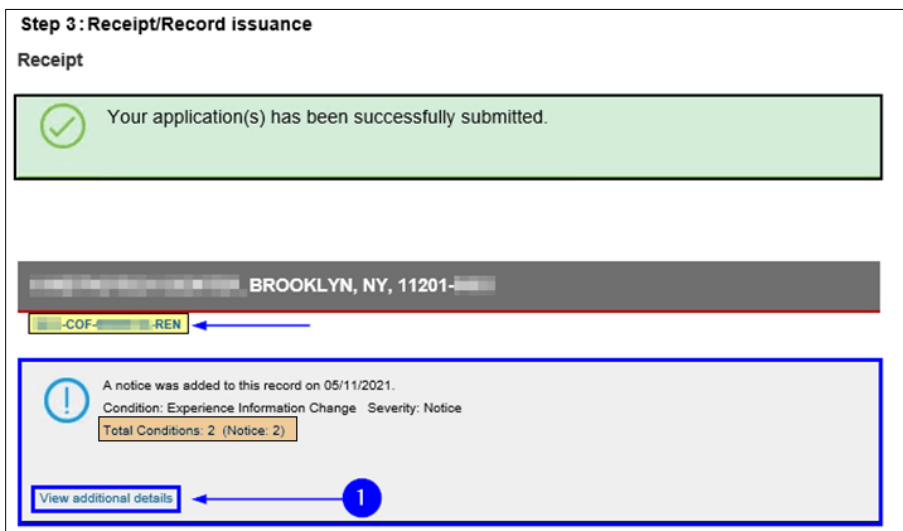 Step 3: Receipt/Record issuance
Receipt
Your application(s) has been successfully submitted.
BROOKLYN, NY, 11201-
-COF- -REN
A notice was added to this record on 05/11/2021.
Condition: Experience Information Change Severity: Notice
Total Conditions: 2 (Notice: 2)
View additional details
1